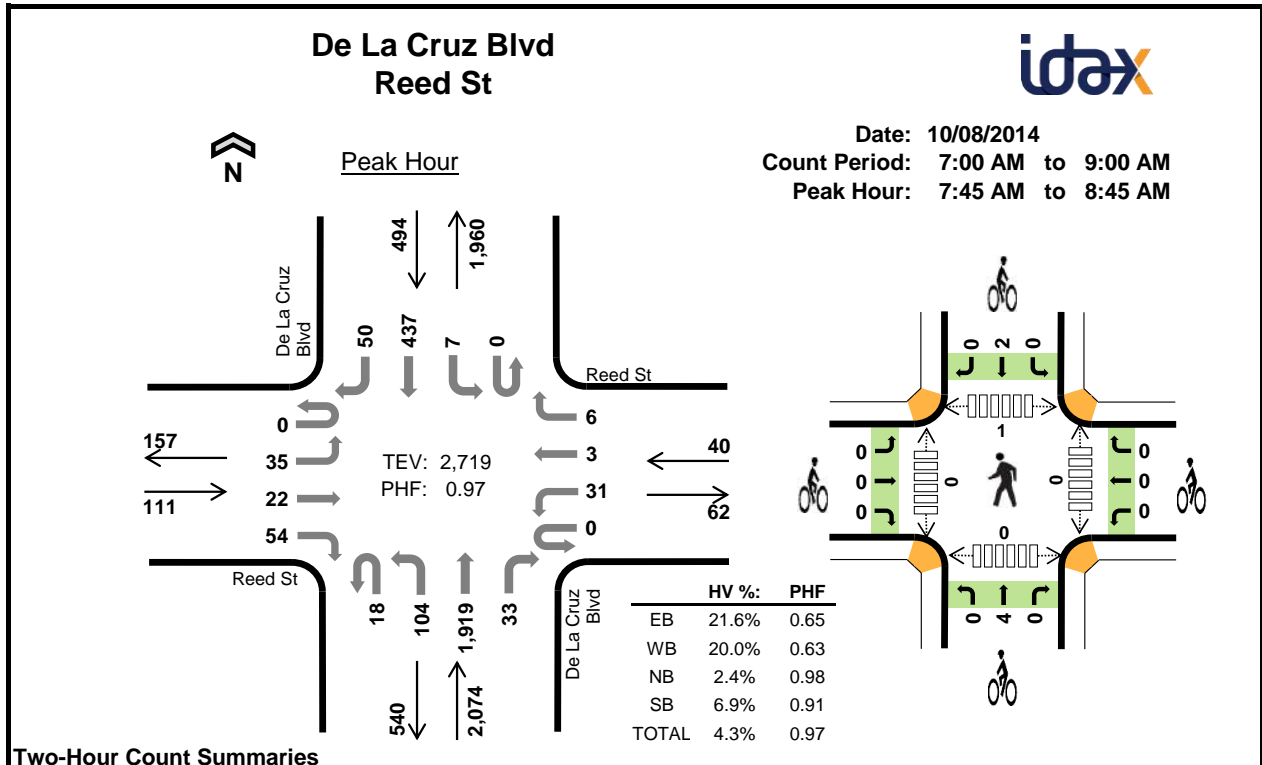 De La Cruz Blvd
Reed St
idax
Date: 10/08/2014
Count Period: 7:00 AM to 9:00 AM
Peak Hour: 7:45 AM to 8:45 AM
N
Peak Hour
494
1,960
De La Cruz
Blvd
50
437
7
0
Reed St
0
35
22
54
157
111
TEV: 2,719
PHF: 0.97
6
3
31
0
40
62
Reed St
18
104
1,919
33
De La Cruz
Blvd
540
2,074
HV %: PHF
EB 21.6% 0.65
WB 20.0% 0.63
NB 2.4% 0.98
SB 6.9% 0.91
TOTAL 4.3% 0.97
0
2
0
1
0
0
0
0
0
0
0
0
0
0
4
0
Two-Hour Count Summaries